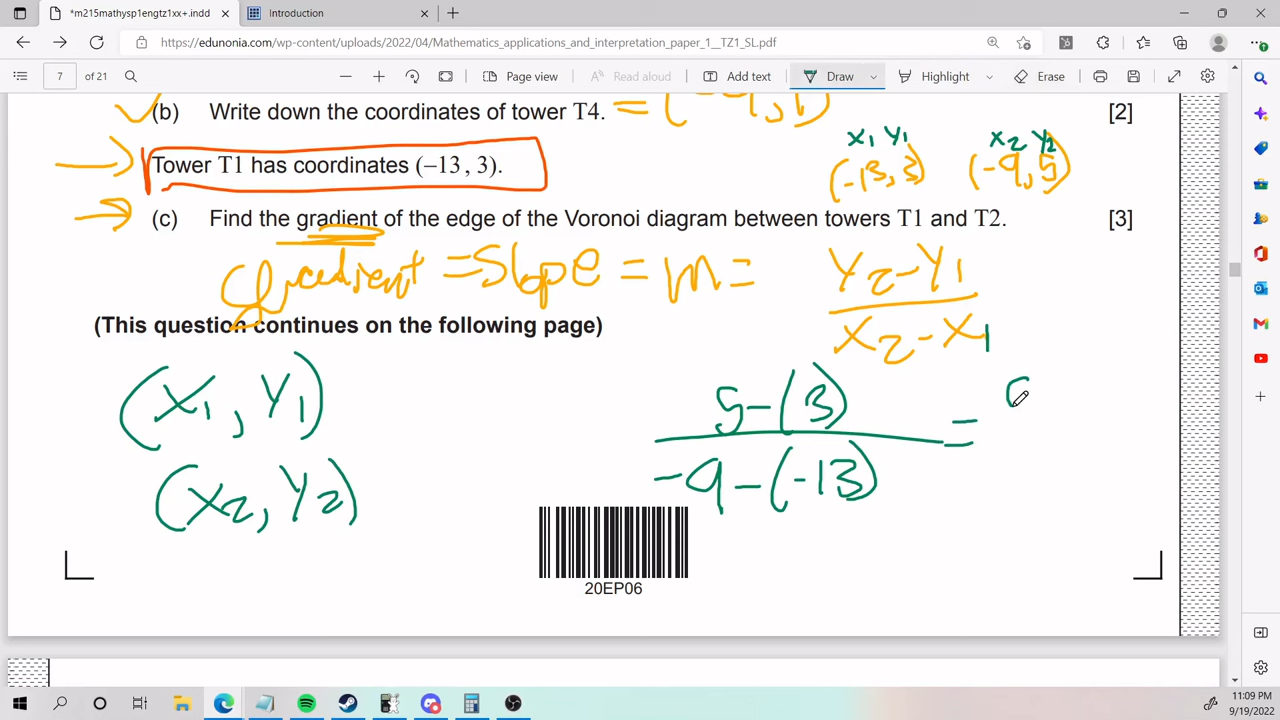 *m215mathysp1engtz1xx+.indd
Introduction
https://edunonia.com/wp-content/uploads/2022/04/Mathematics_applications_and_interpretation_paper_1__TZ1_SL.pdf
7 of 21
Page view
Read aloud
Add text
Draw
Highlight
Erase
(b) Write down the coordinates of tower T4. [2]
x1 y1 x2 y2
Tower T1 has coordinates (−13, 3). (-13, 3) (-9, 5)
(c) Find the gradient of the edge of the Voronoi diagram between towers T1 and T2. [3]
gradient = slope = m = Y2-Y1
X2-X1
(This question continues on the following page)
(X1, Y1)
5-(3)
=
-9-(-13)
(X2, Y2)
20EP06
11:09 PM
9/19/2022